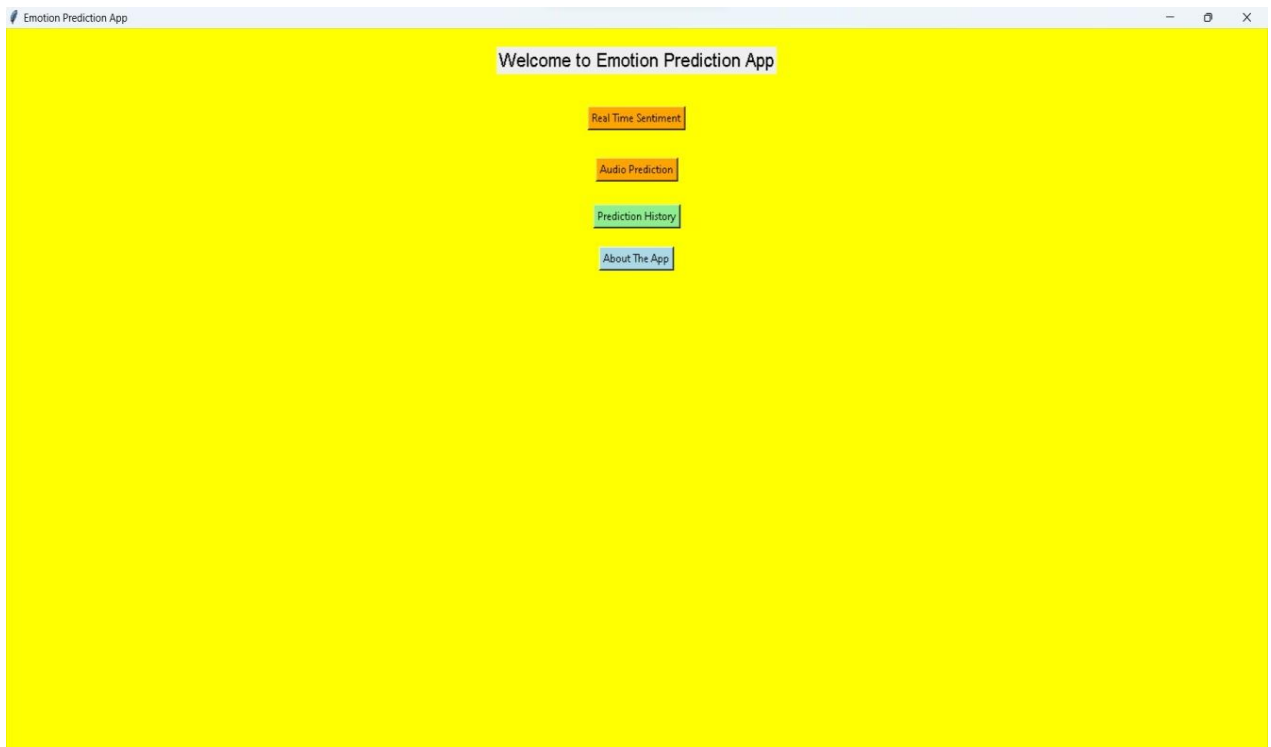 Emotion Prediction App
Welcome to Emotion Prediction App
Real Time Sentiment
Audio Prediction
Prediction History
About The App